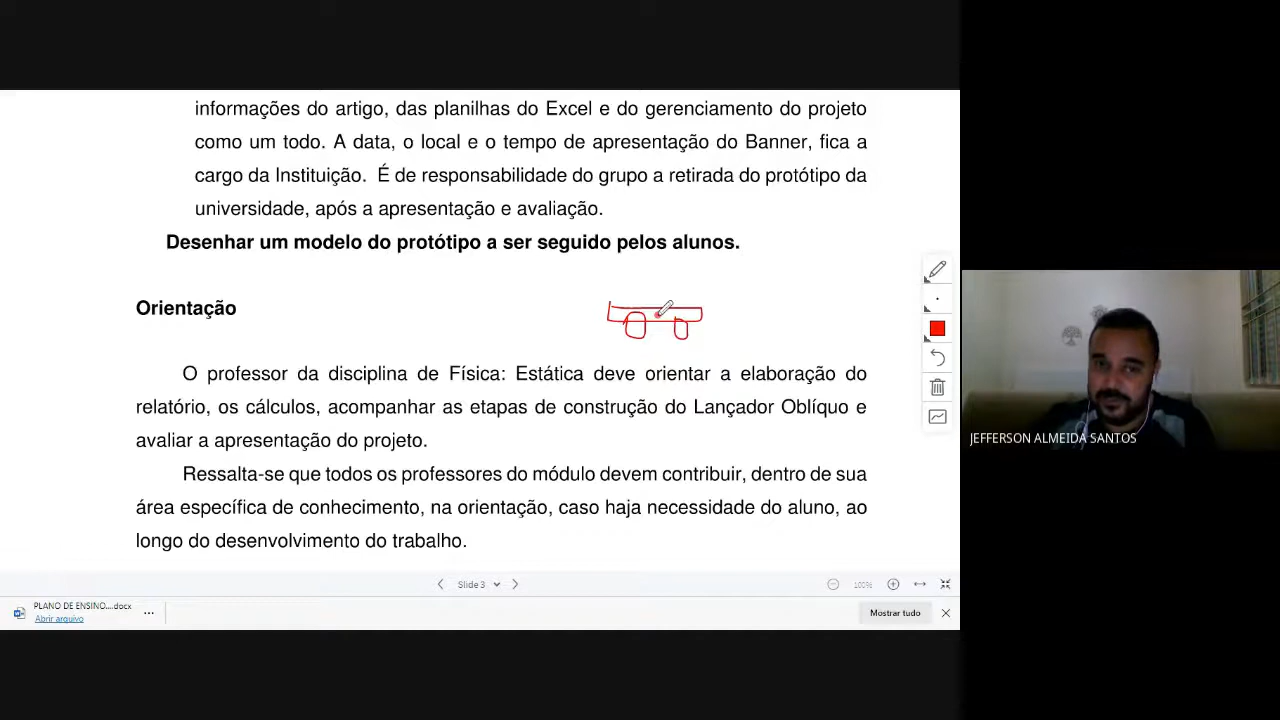 informações do artigo, das planilhas do Excel e do gerenciamento do projeto
como um todo. A data, o local e o tempo de apresentação do Banner, fica a
cargo da Instituição. É de responsabilidade do grupo a retirada do protótipo da
universidade, após a apresentação e avaliação.
Desenhar um modelo do protótipo a ser seguido pelos alunos.
Orientação
O professor da disciplina de Física: Estática deve orientar a elaboração do
relatório, os cálculos, acompanhar as etapas de construção do Lançador Oblíquo e
avaliar a apresentação do projeto.
JEFFERSON ALMEIDA SANTOS
Ressalta-se que todos os professores do módulo devem contribuir, dentro de sua
área específica de conhecimento, na orientação, caso haja necessidade do aluno, ao
longo do desenvolvimento do trabalho.
Slide 3
100%
PLANO DE ENSINO....docx
Abrir arquivo
Mostrar tudo